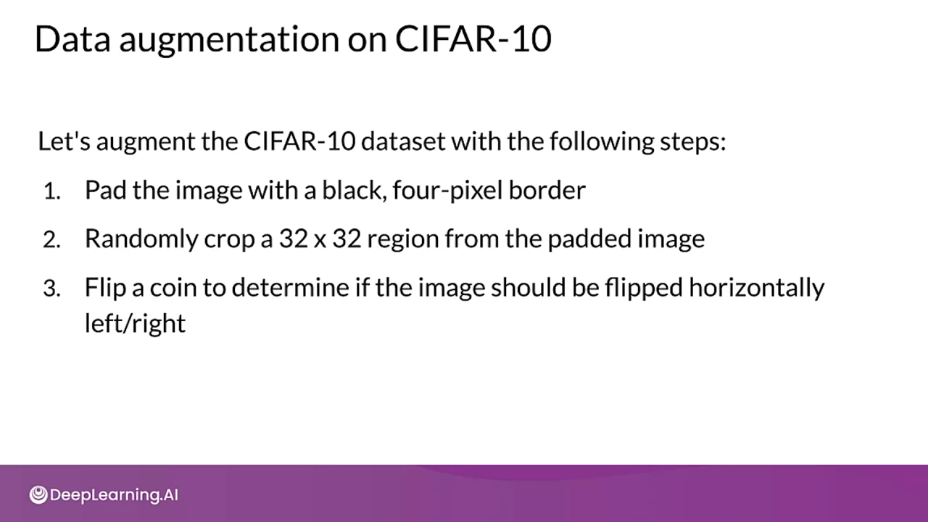 Data augmentation on CIFAR-10
Let's augment the CIFAR-10 dataset with the following steps:
1. Pad the image with a black, four-pixel border
2. Randomly crop a 32 x 32 region from the padded image
3. Flip a coin to determine if the image should be flipped horizontally
left/right
DeepLearning.AI